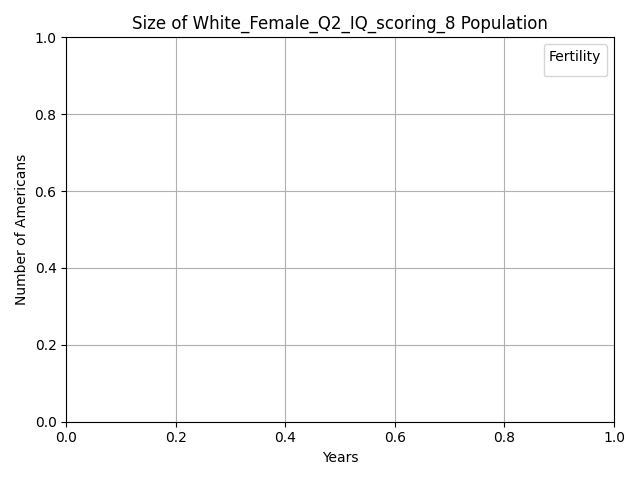 Size of White_Female_Q2_IQ_scoring_8 Population
Fertility
Number of Americans
1.0
0.8
0.6
0.4
0.2
0.0
0.0 0.2 0.4 0.6 0.8 1.0
Years